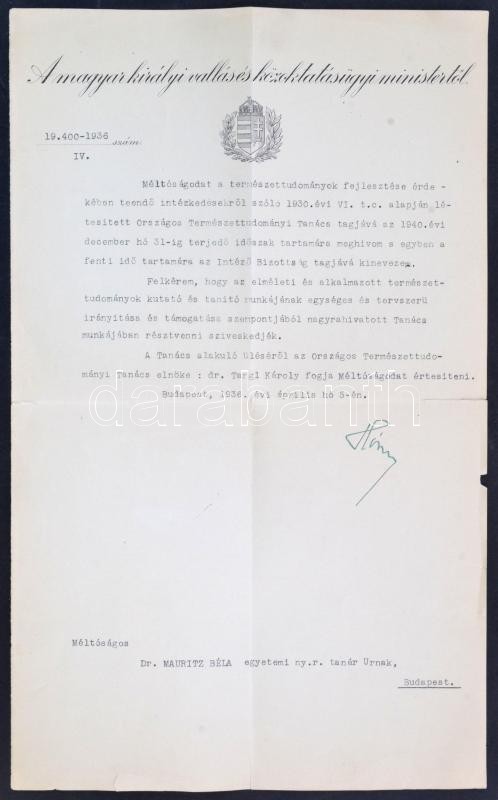 A magyar királyi vallás és közoktatásügyi ministertől.
19.400-1936 szám.
IV.
Méltóságodat a természettudományok fejlesztése érde -
kében teendő intézkedésekről szóló 1930.évi VI. t.c. alapján lé-
tesitett Országos Természettudományi Tanács tagjává az 1940.évi
december hó 31-ig terjedő időszak tartamára meghivom s egyben a
fenti idő tartamára az Intéző Bizottság tagjává kinevezem.
Felkérem, hogy az elméleti és alkalmazott természet-
tudományok kutató és tanitó munkájának egységes és tervszerü
irányitása és támogatása szempontjából nagyrahivatott Tanács
munkájában résztvenni sziveskedjék.
A Tanács alakuló üléséről az Országos Természettudo-
mányi Tanács elnöke : dr. Tangl Károly fogja Méltóságodat értesiteni.
Budapest, 1936. évi április hó 8-én.
darabanth
Hóman
Méltóságos
Dr. MAURITZ BÉLA egyetemi ny.r. tanár Urnak,
Budapest.